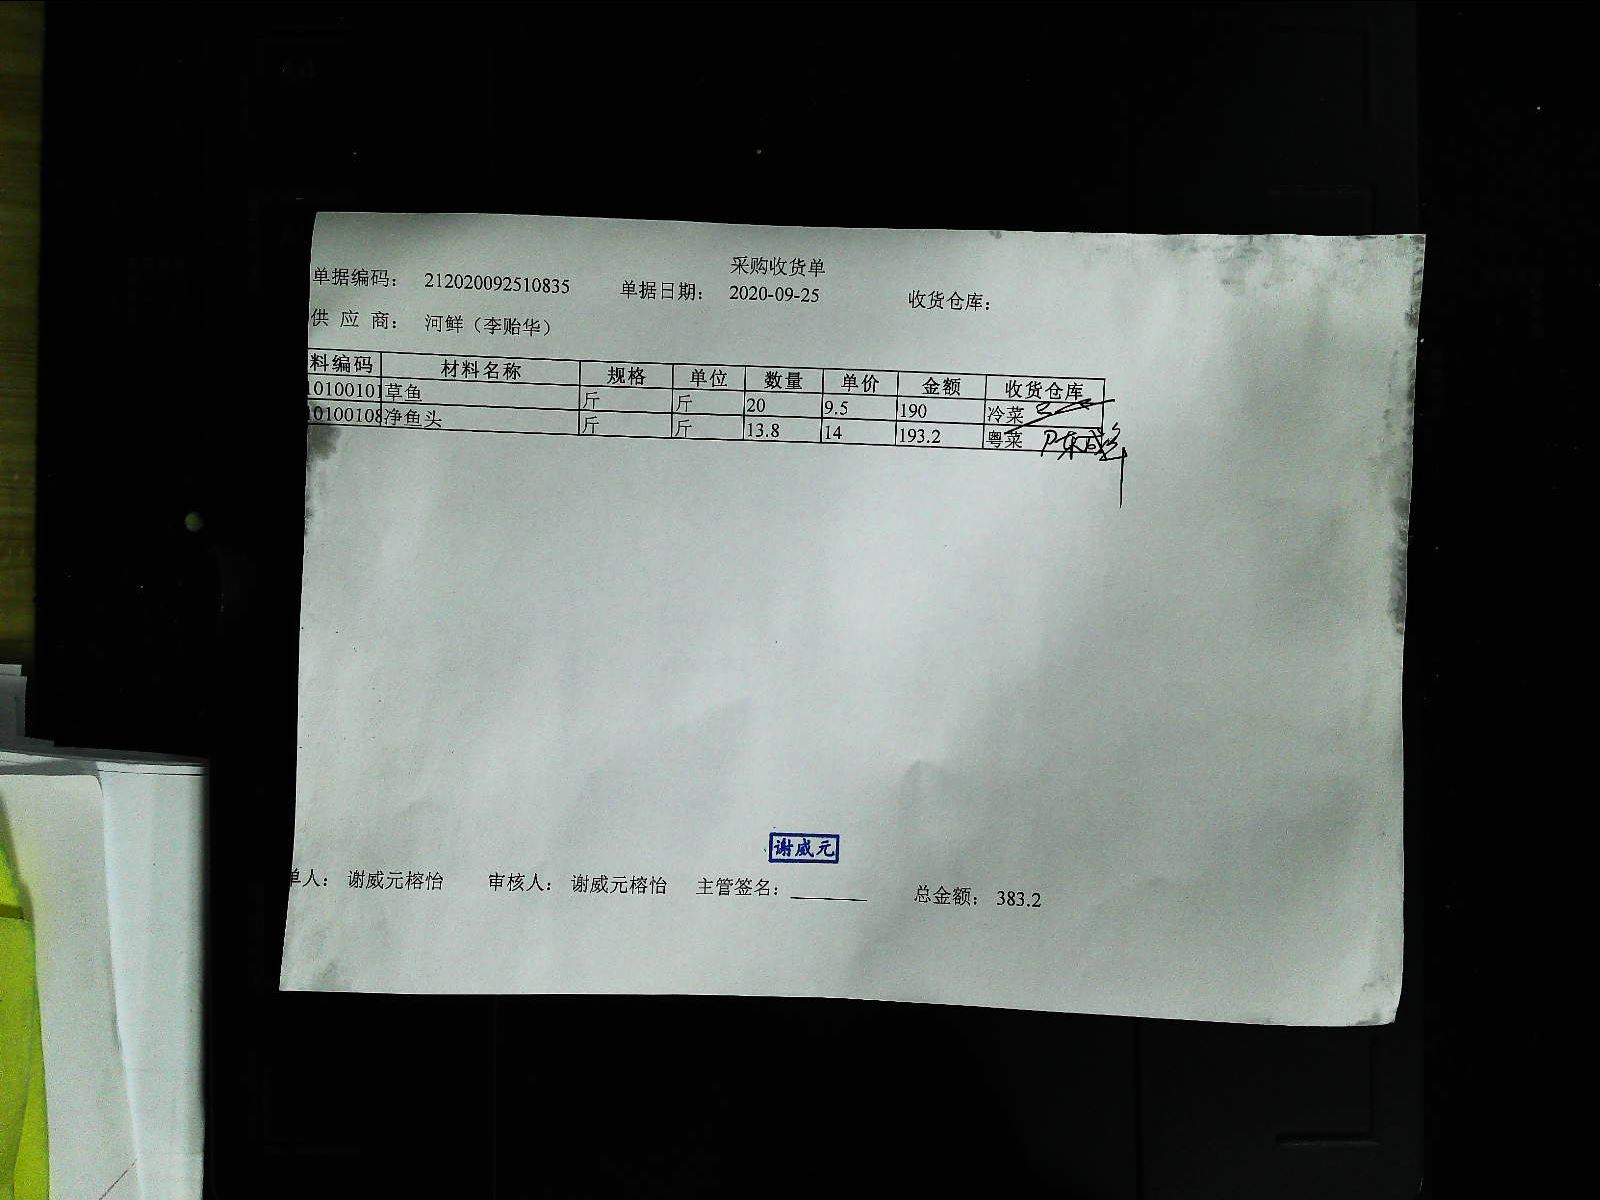 采购收货单
单据编码： 212020092510835 单据日期： 2020-09-25 收货仓库：
供 应 商： 河鲜（李贻华）
料编码 材料名称 规格 单位 数量 单价 金额 收货仓库
10100101 草鱼 斤 斤 20 9.5 190 冷菜
10100108 净鱼头 斤 斤 13.8 14 193.2 粤菜
谢威元
单人： 谢威元榕怡 审核人： 谢威元榕怡 主管签名： 总金额： 383.2